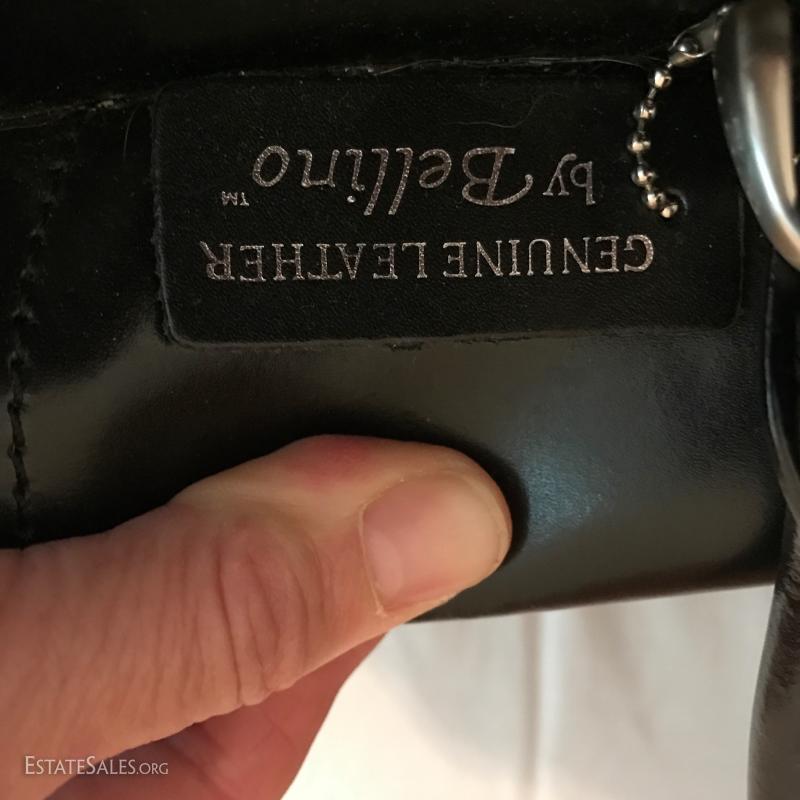 GENUINE LEATHER
by Bellino™
ESTATESALES.ORG